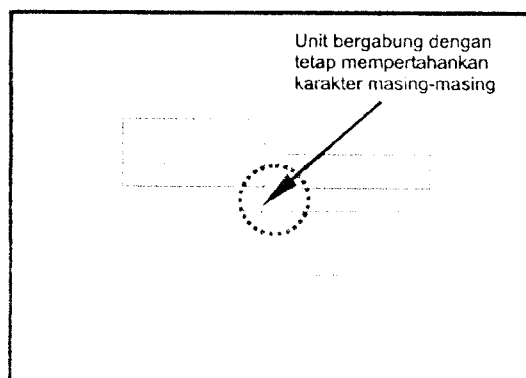 Unit bergabung dengan
tetap mempertahankan
karakter masing-masing